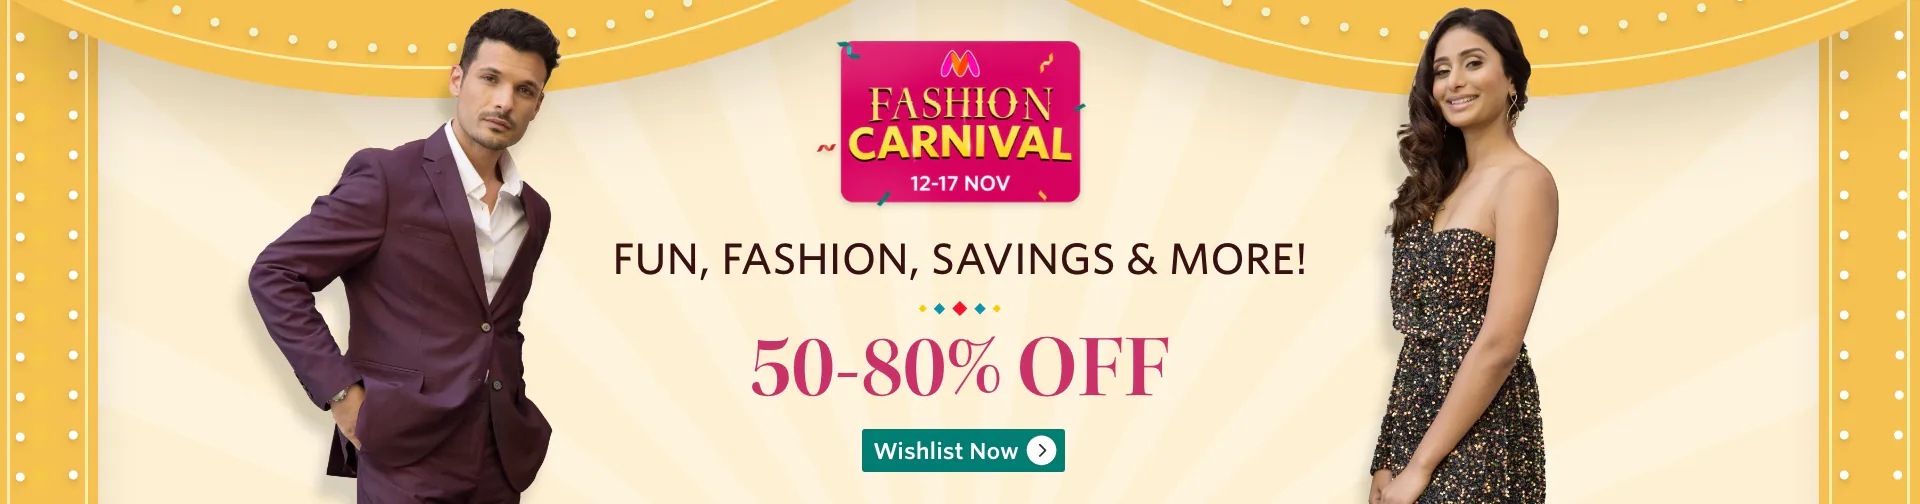 FASHION
CARNIVAL
12-17 NOV
FUN, FASHION, SAVINGS & MORE!
50-80% OFF
Wishlist Now